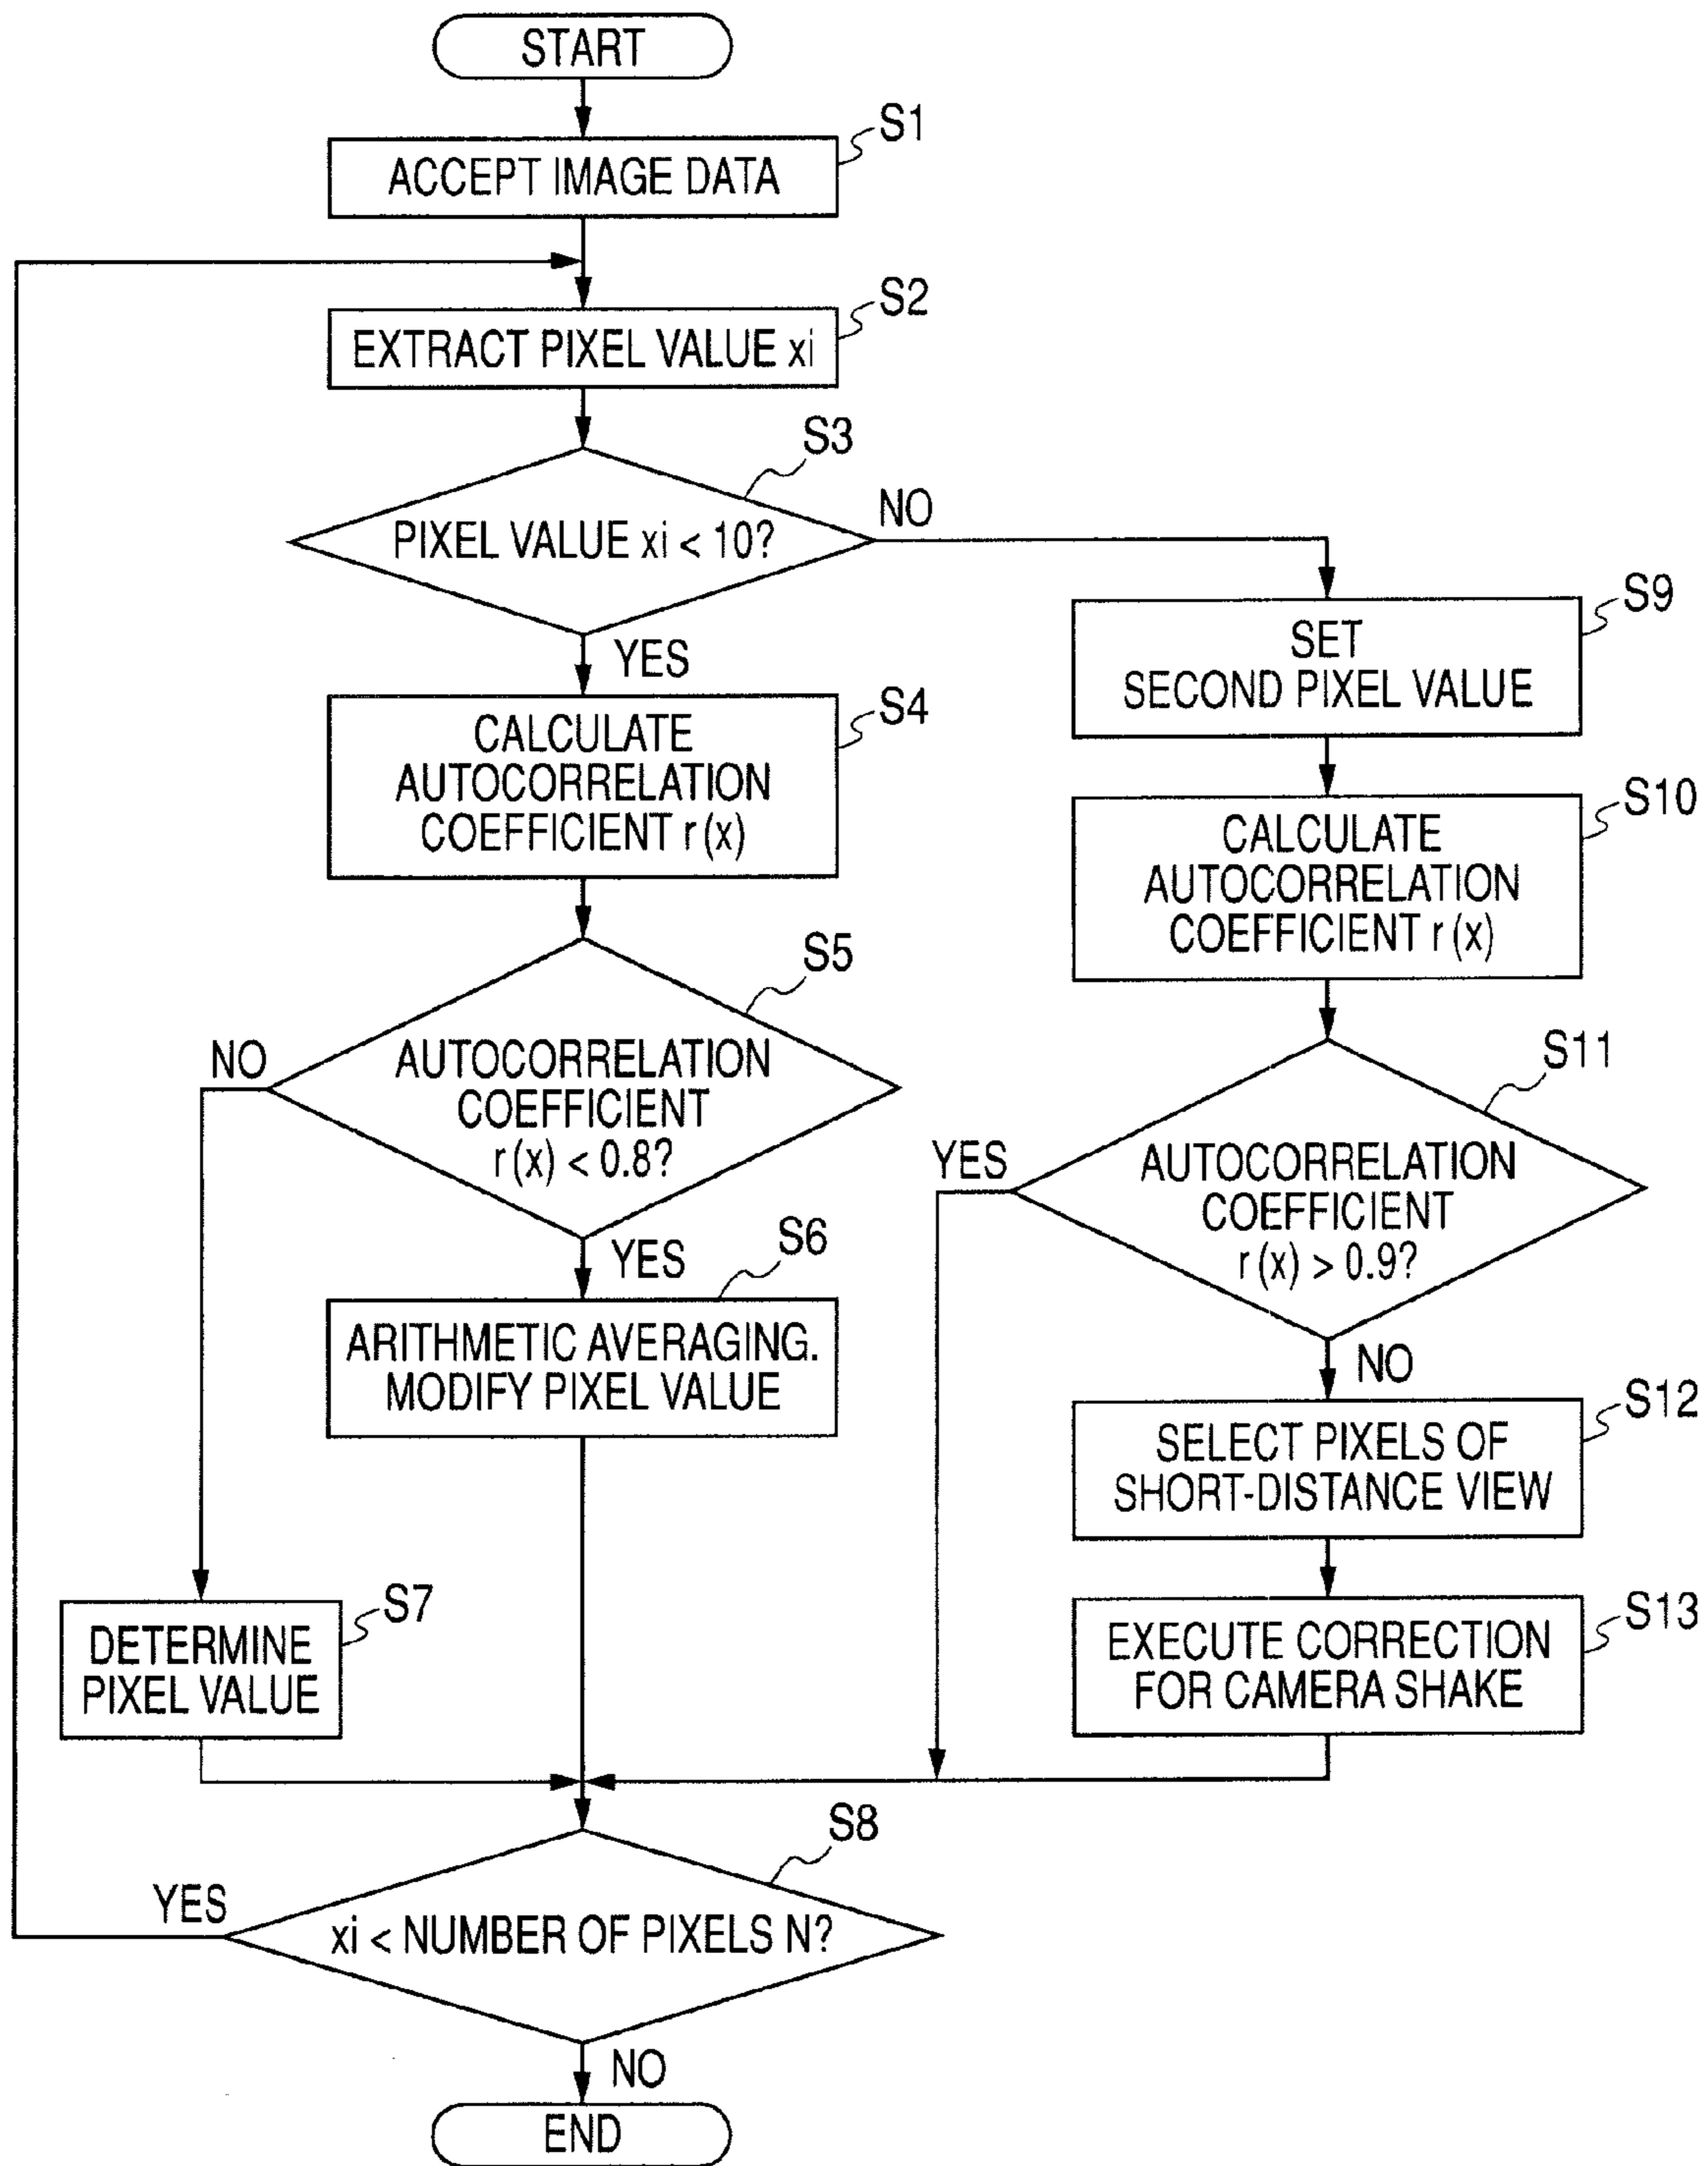 START
S1
ACCEPT IMAGE DATA
S2
EXTRACT PIXEL VALUE xi
S3
PIXEL VALUE xi < 10?
NO
YES
S4
CALCULATE
AUTOCORRELATION
COEFFICIENT r (x)
S5
AUTOCORRELATION
COEFFICIENT
r (x) < 0.8?
NO
YES
S6
ARITHMETIC AVERAGING.
MODIFY PIXEL VALUE
S7
DETERMINE
PIXEL VALUE
S9
SET
SECOND PIXEL VALUE
S10
CALCULATE
AUTOCORRELATION
COEFFICIENT r (x)
S11
AUTOCORRELATION
COEFFICIENT
r (x) > 0.9?
YES
NO
S12
SELECT PIXELS OF
SHORT-DISTANCE VIEW
S13
EXECUTE CORRECTION
FOR CAMERA SHAKE
S8
xi < NUMBER OF PIXELS N?
YES
NO
END